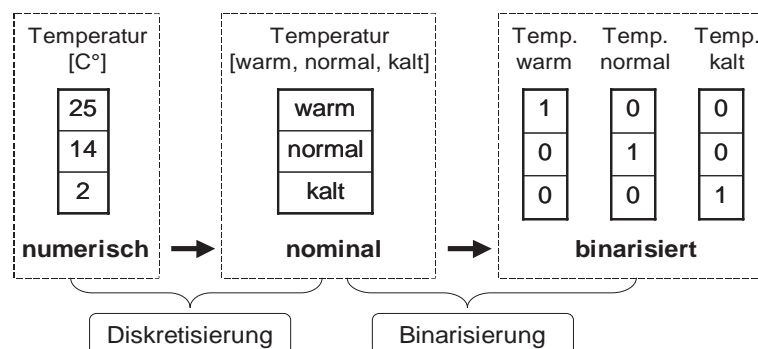 Temperatur
[C°]
25
14
2
numerisch
Temperatur
[warm, normal, kalt]
warm
normal
kalt
nominal
Temp. Temp. Temp.
warm normal kalt
1 0 0
0 1 0
0 0 1
binarisiert
Diskretisierung
Binarisierung